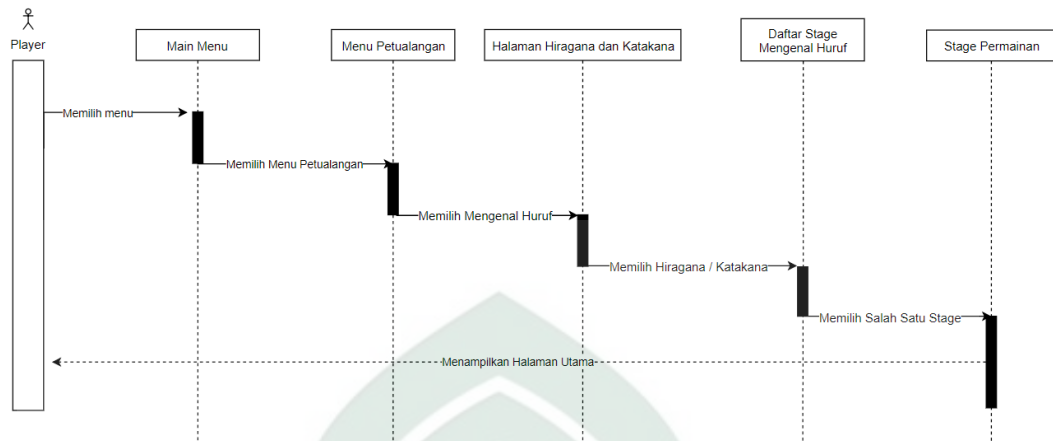 Player
Main Menu
Menu Petualangan
Halaman Hiragana dan Katakana
Daftar Stage
Mengenal Huruf
Stage Permainan
Memilih menu
Memilih Menu Petualangan
Memilih Mengenal Huruf
Memilih Hiragana / Katakana
Memilih Salah Satu Stage
Menampilkan Halaman Utama